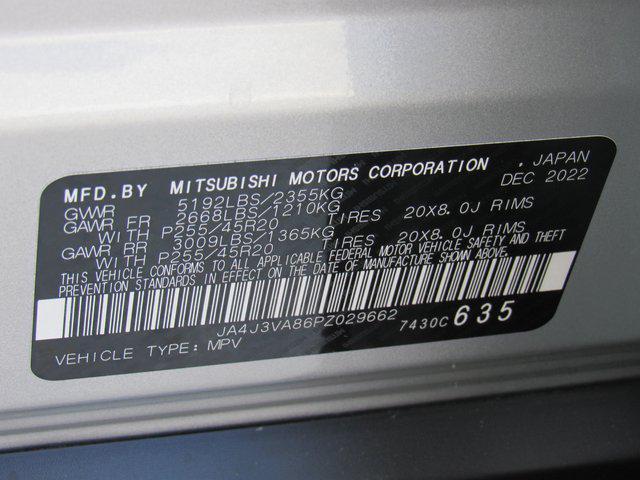 MFD.BY MITSUBISHI MOTORS CORPORATION , JAPAN
GVWR 5192LBS/2355KG DEC 2022
GAWR FR 2668LBS/1210KG
WITH P255/45R20 TIRES 20X8.0J RIMS
GAWR RR 3009LBS/1365KG
WITH P255/45R20 TIRES 20X8.0J RIMS
THIS VEHICLE CONFORMS TO ALL APPLICABLE FEDERAL MOTOR VEHICLE SAFETY AND THEFT
PREVENTION STANDARDS IN EFFECT ON THE DATE OF MANUFACTURE SHOWN ABOVE.
JA4J3VA86PZ029662 7430C 635
VEHICLE TYPE: MPV